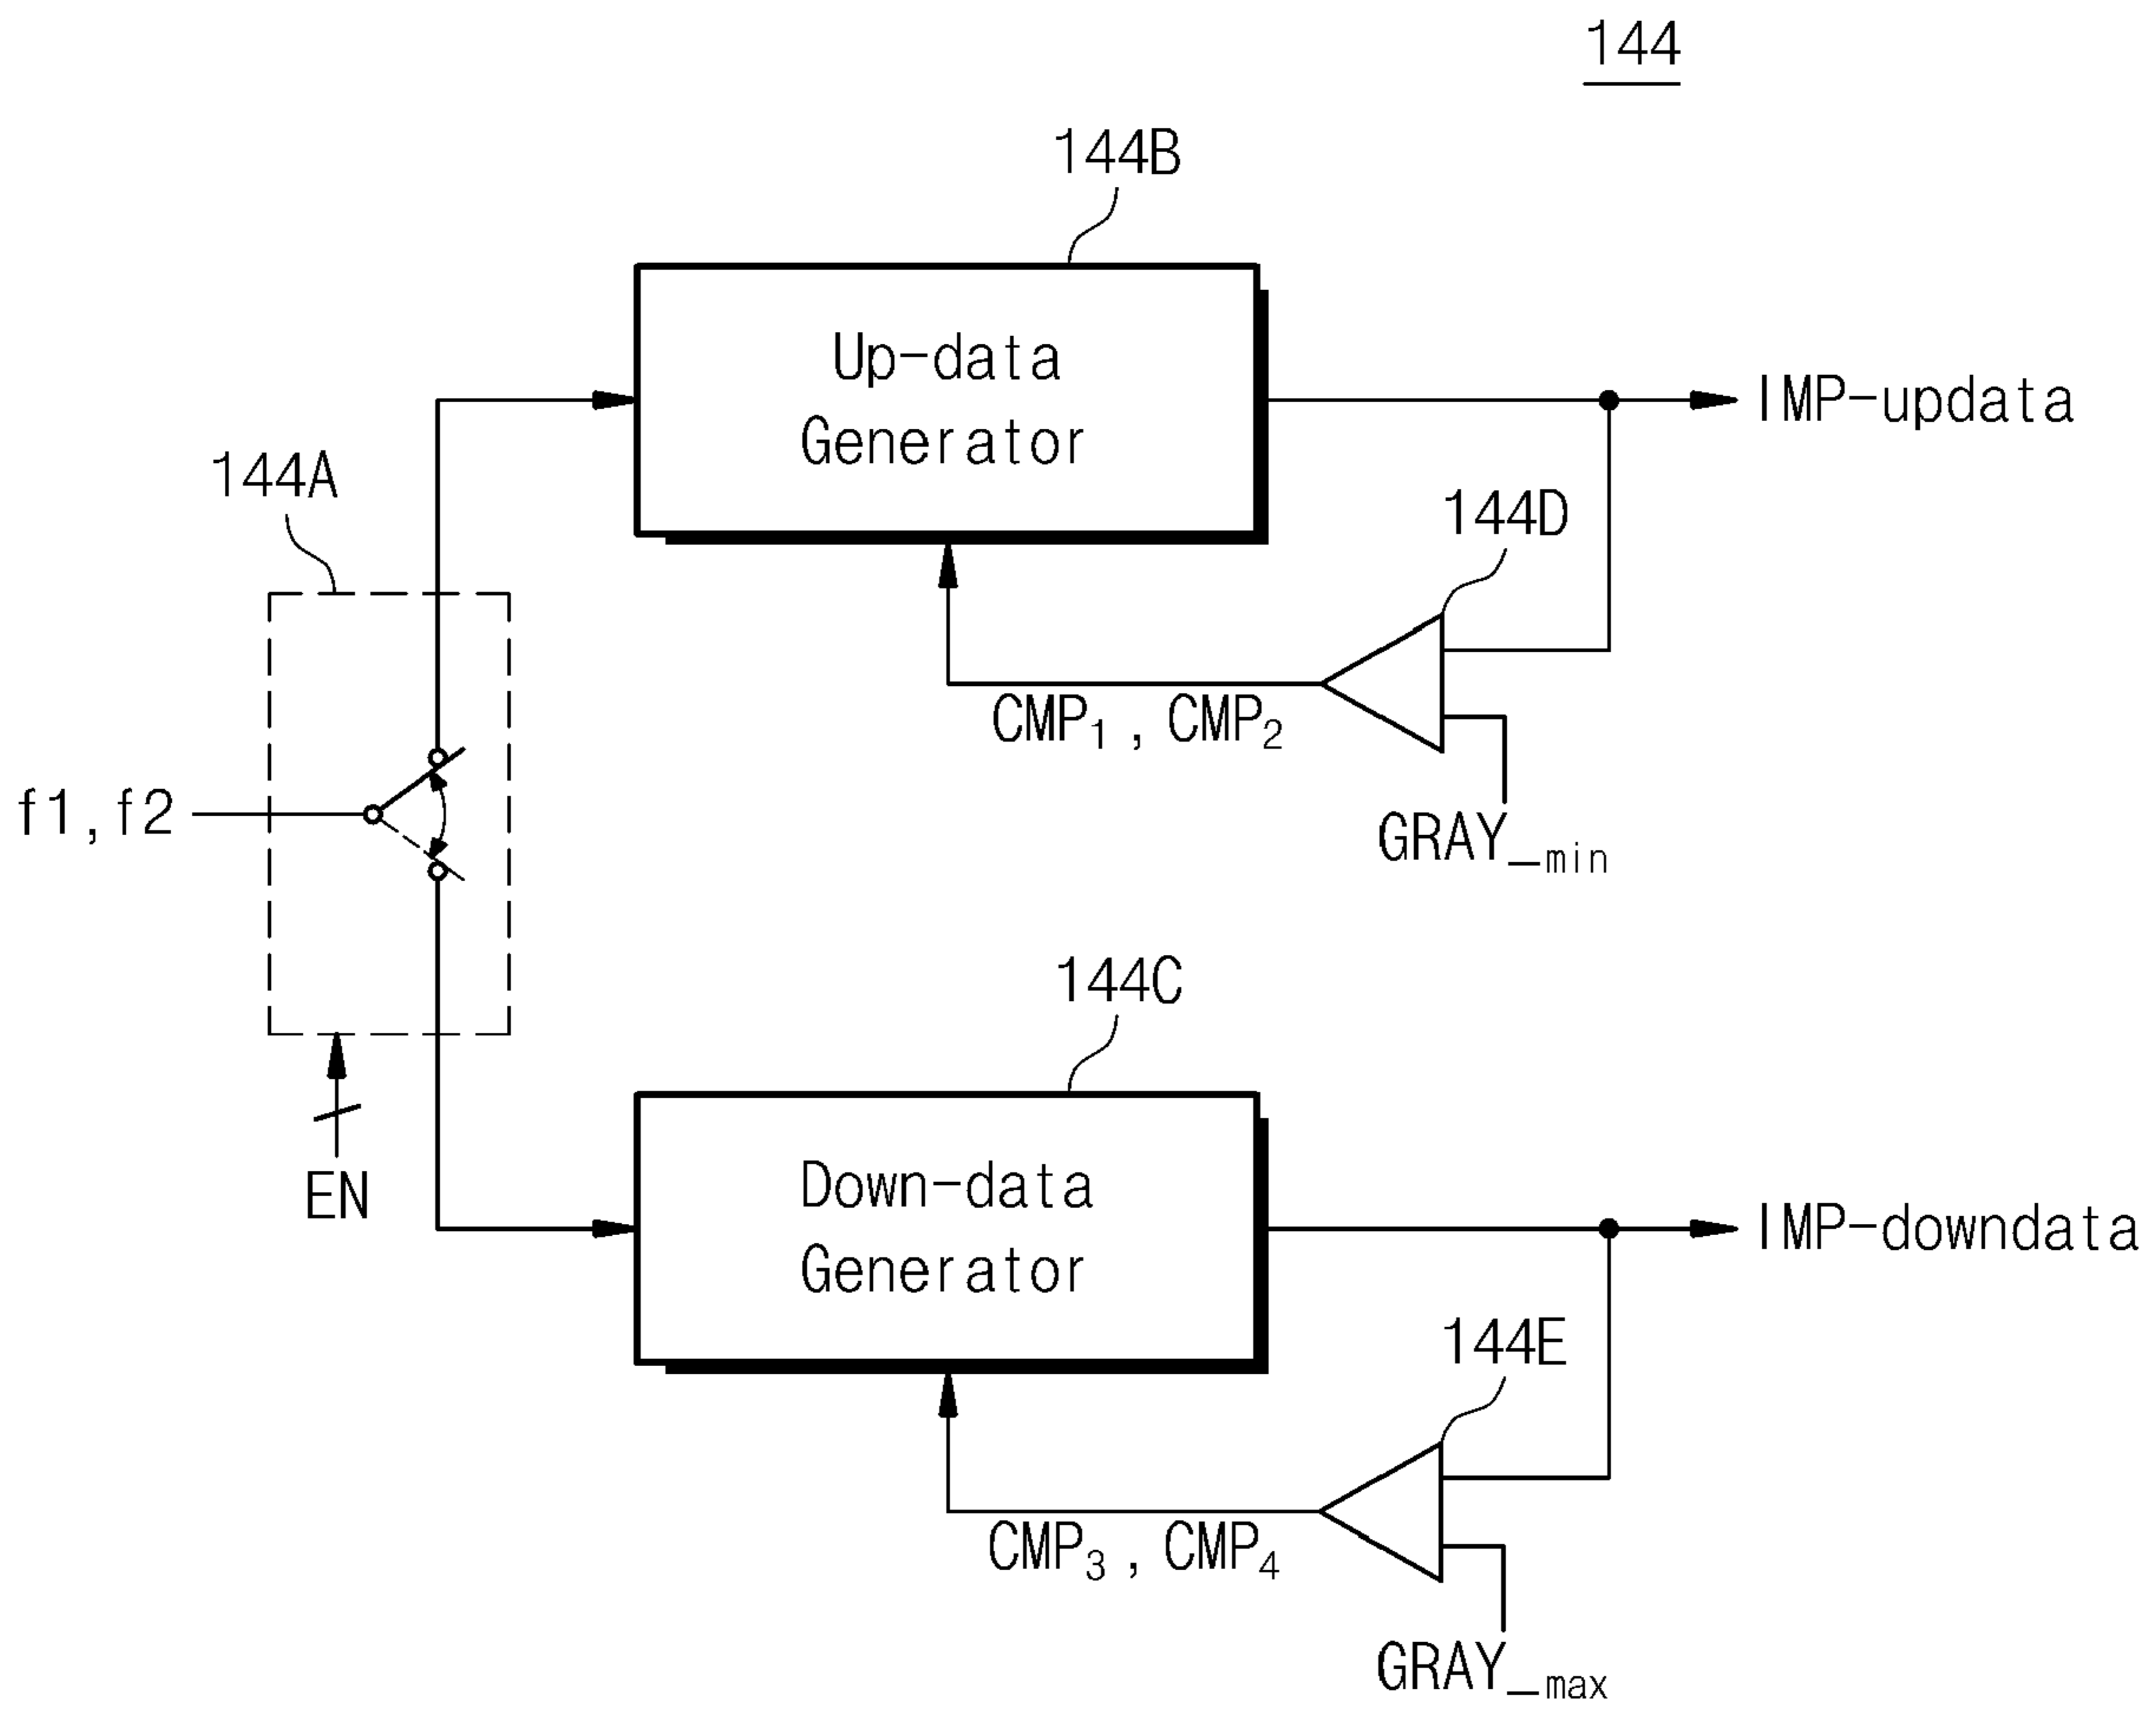 144
144B
Up-data
Generator
IMP-updata
144A
144D
CMP1 , CMP2
f1,f2
GRAY_min
144C
EN
Down-data
Generator
IMP-downdata
144E
CMP3 , CMP4
GRAY_max